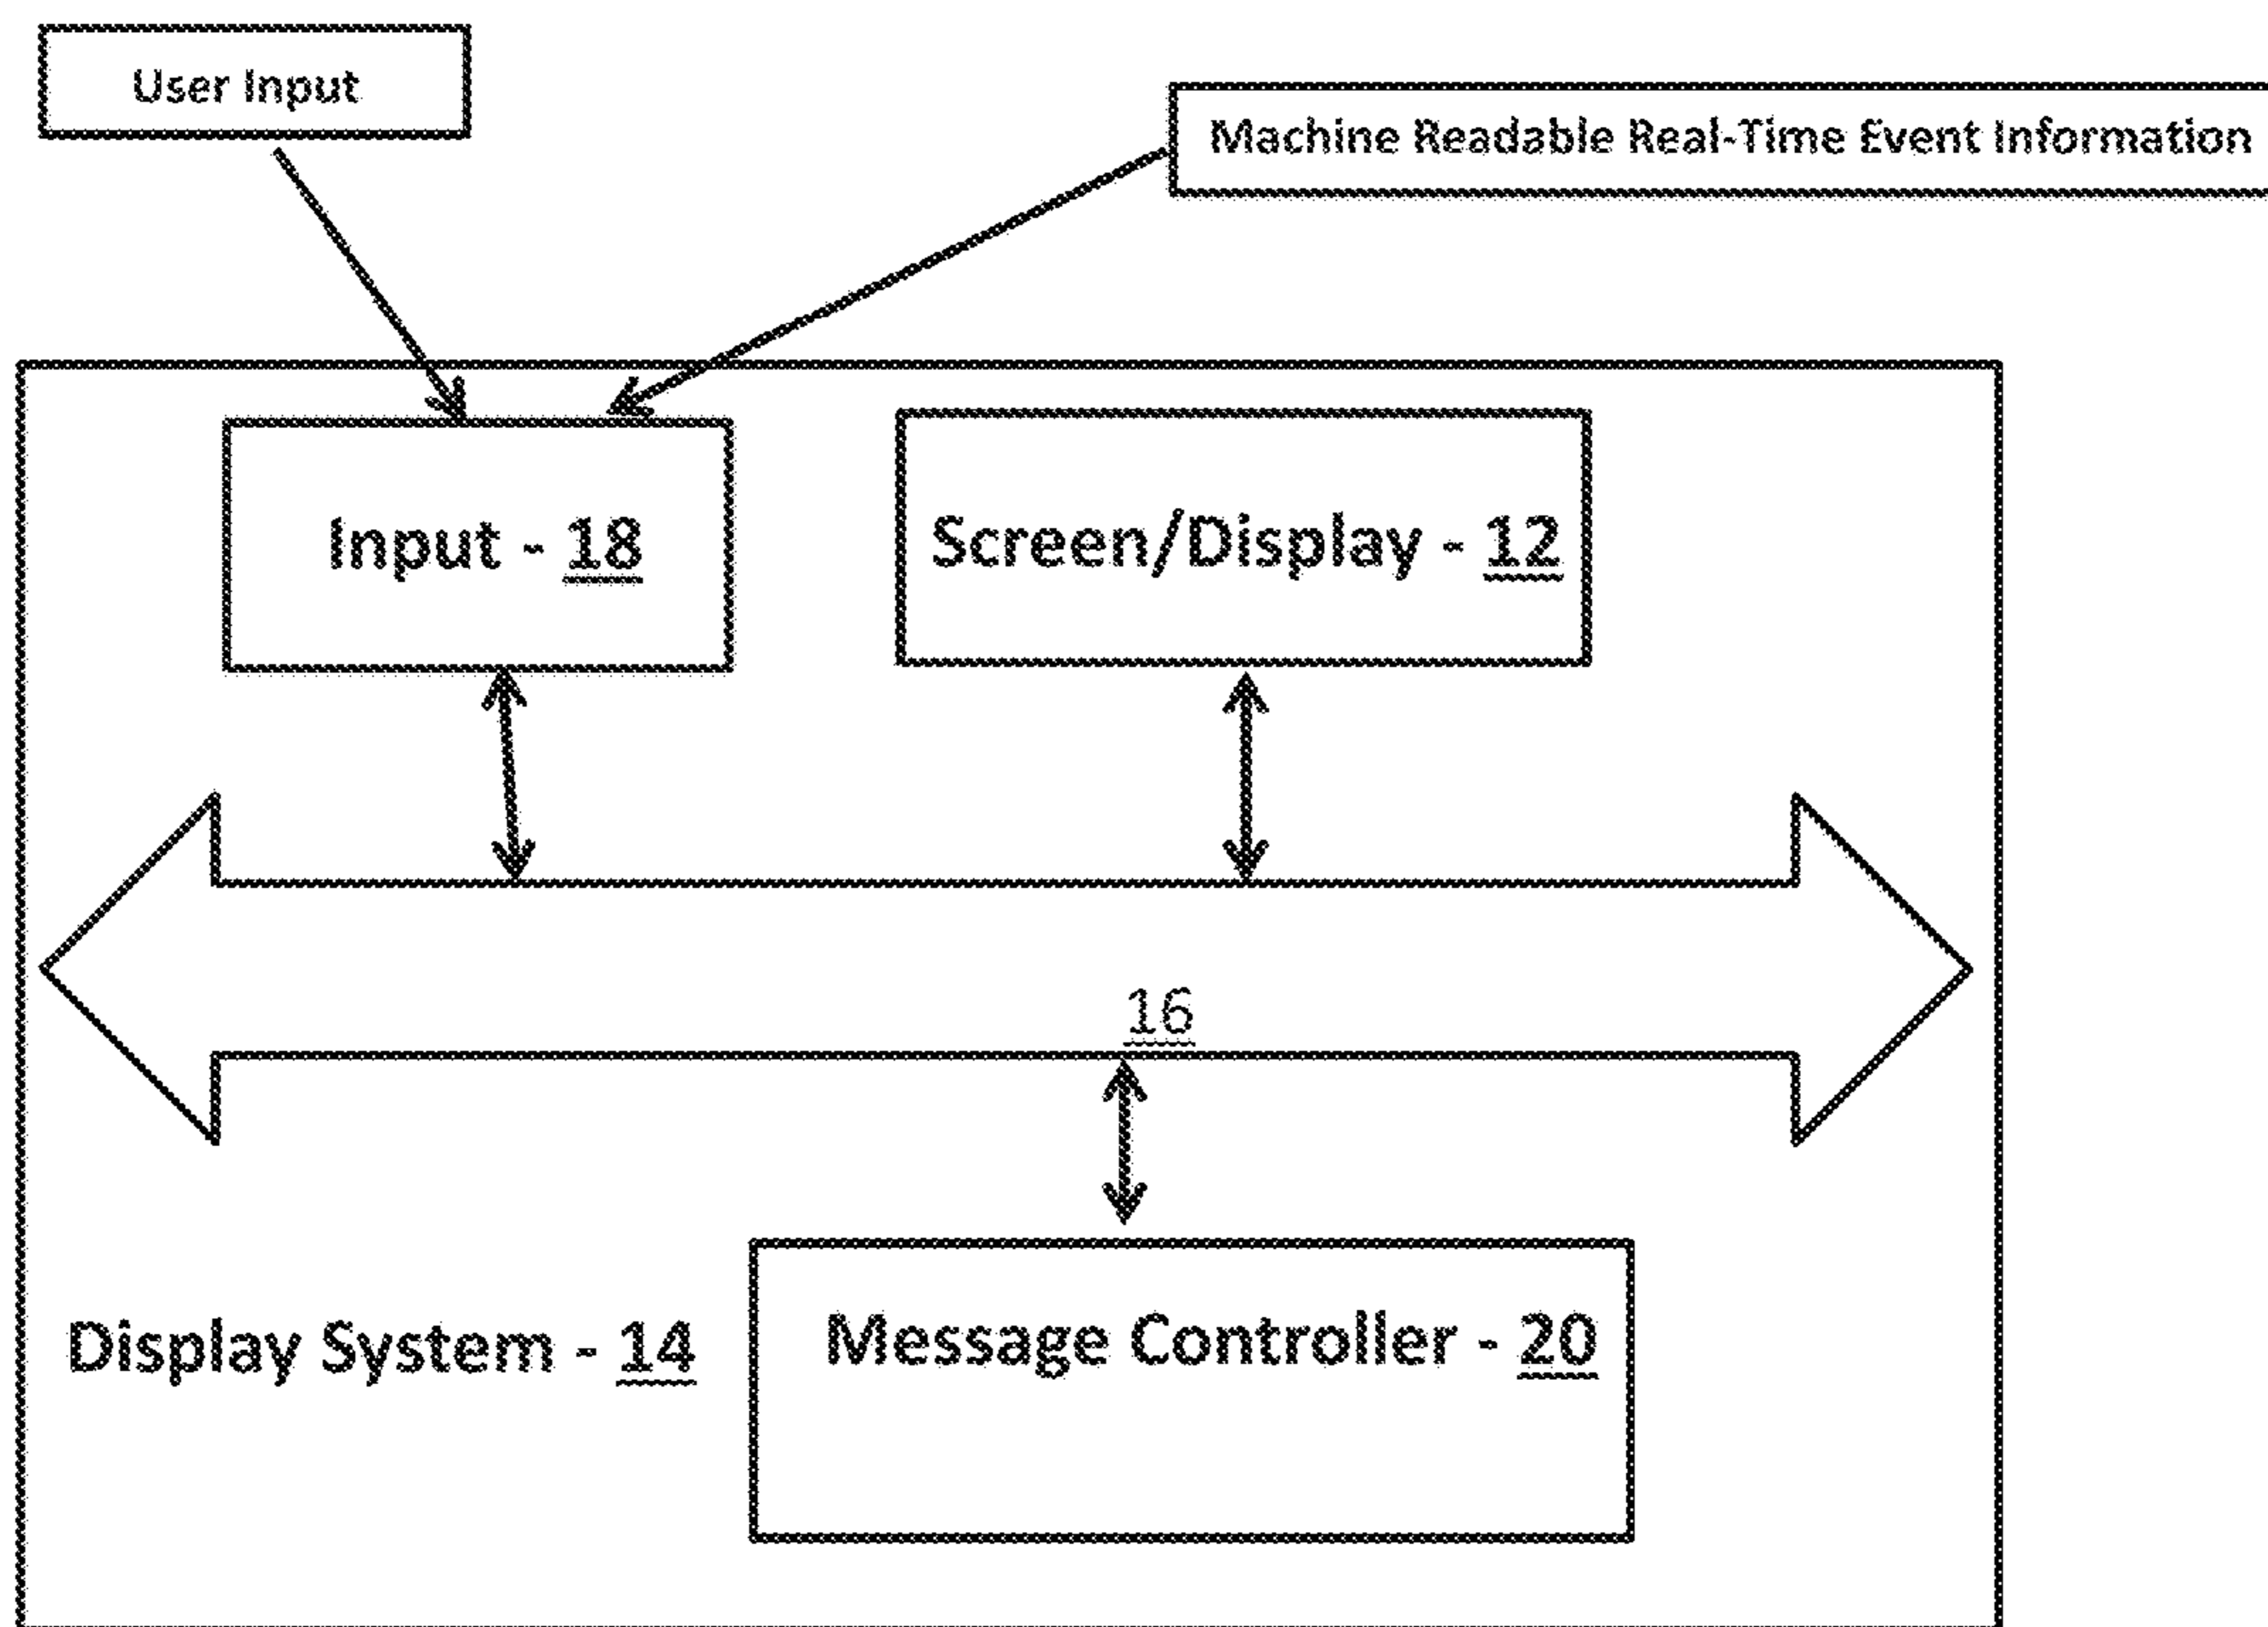 User Input
Machine Readable Real-Time Event Information
Input - 18
Screen/Display - 12
16
Display System - 14
Message Controller - 20